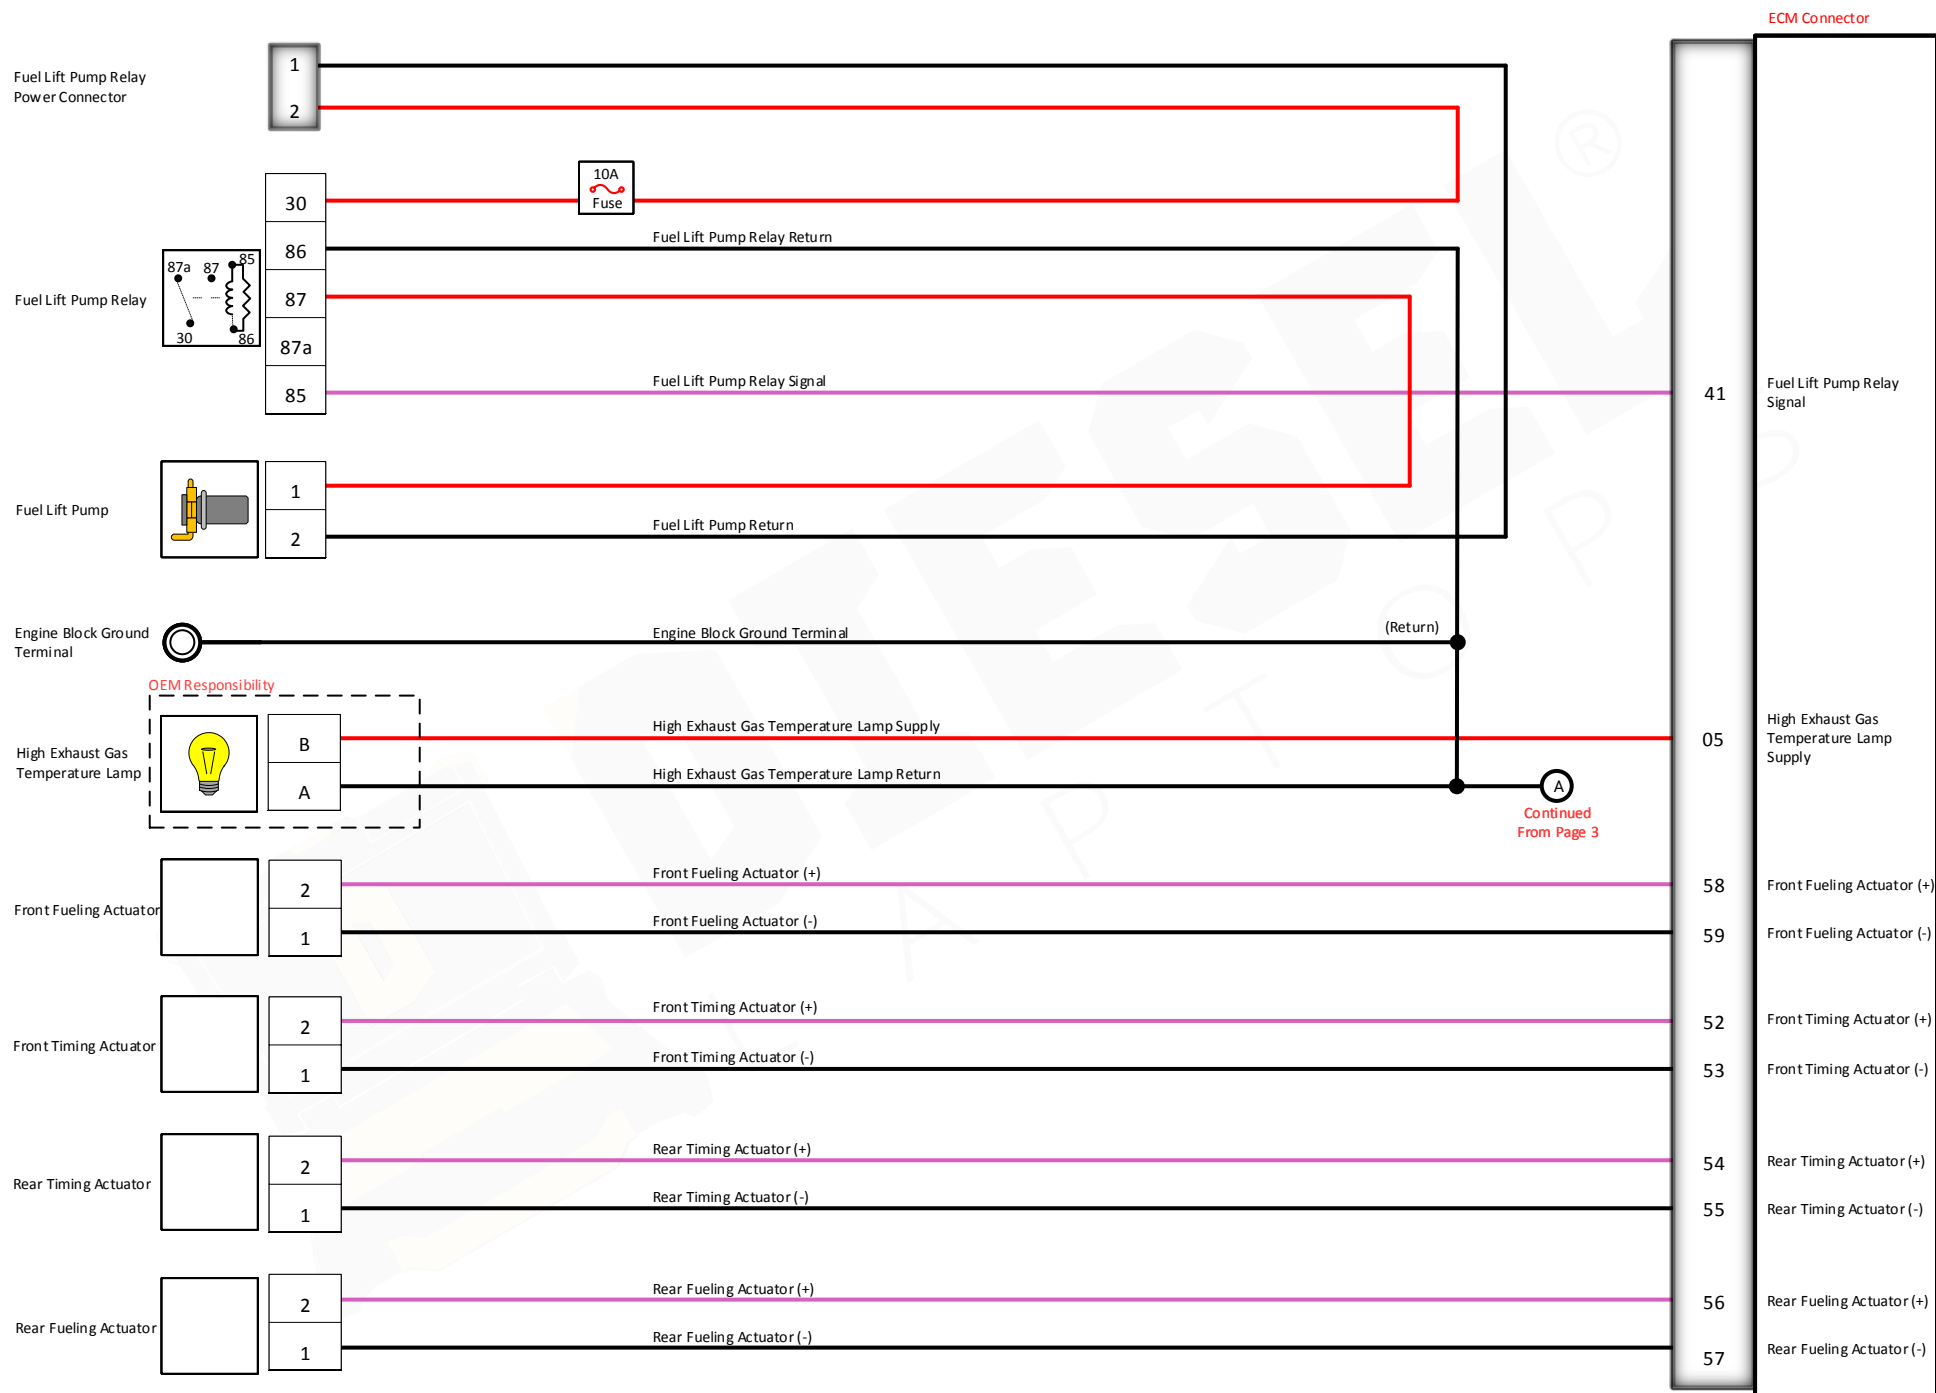 ECM Connector
Fuel Lift Pump Relay
Power Connector
1
2
10A
Fuse
30
86
87
87a
85
Fuel Lift Pump Relay Return
Fuel Lift Pump Relay
87a 87 85
30 86
Fuel Lift Pump Relay Signal
41
Fuel Lift Pump Relay
Signal
Fuel Lift Pump
1
2
Fuel Lift Pump Return
Engine Block Ground
Terminal
Engine Block Ground Terminal
(Return)
OEM Responsibility
High Exhaust Gas
Temperature Lamp
B
A
High Exhaust Gas Temperature Lamp Supply
High Exhaust Gas Temperature Lamp Return
A
Continued
From Page 3
05
High Exhaust Gas
Temperature Lamp
Supply
Front Fueling Actuator
2
1
Front Fueling Actuator (+)
Front Fueling Actuator (-)
58
59
Front Fueling Actuator (+)
Front Fueling Actuator (-)
Front Timing Actuator
2
1
Front Timing Actuator (+)
Front Timing Actuator (-)
52
53
Front Timing Actuator (+)
Front Timing Actuator (-)
Rear Timing Actuator
2
1
Rear Timing Actuator (+)
Rear Timing Actuator (-)
54
55
Rear Timing Actuator (+)
Rear Timing Actuator (-)
Rear Fueling Actuator
2
1
Rear Fueling Actuator (+)
Rear Fueling Actuator (-)
56
57
Rear Fueling Actuator (+)
Rear Fueling Actuator (-)
DIESEL
LAPTOPS
®